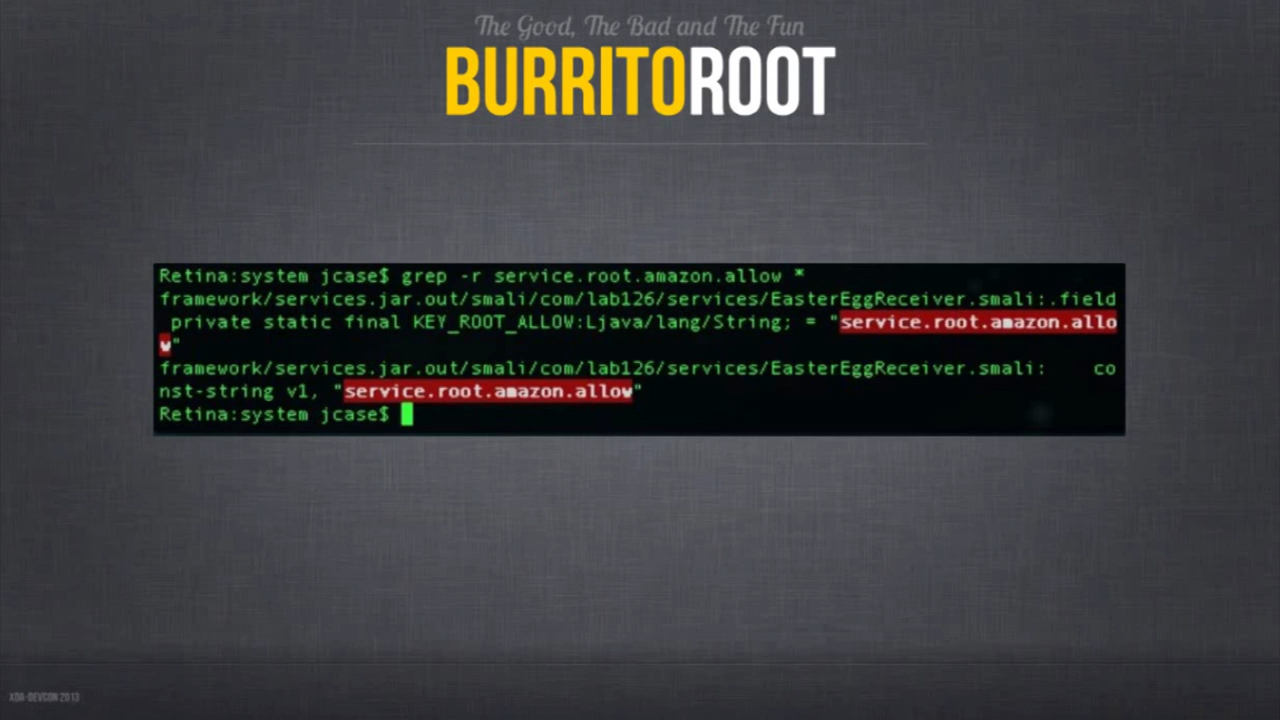 The Good, The Bad and The Fun
BURRITOROOT
Retina:system jcase$ grep -r service.root.amazon.allow *
framework/services.jar.out/smali/com/lab126/services/EasterEggReceiver.smali:.field
 private static final KEY_ROOT_ALLOW:Ljava/lang/String; = "service.root.amazon.allo
w"
framework/services.jar.out/smali/com/lab126/services/EasterEggReceiver.smali:    co
nst-string v1, "service.root.amazon.allow"
Retina:system jcase$
XDA-DEVCON 2013